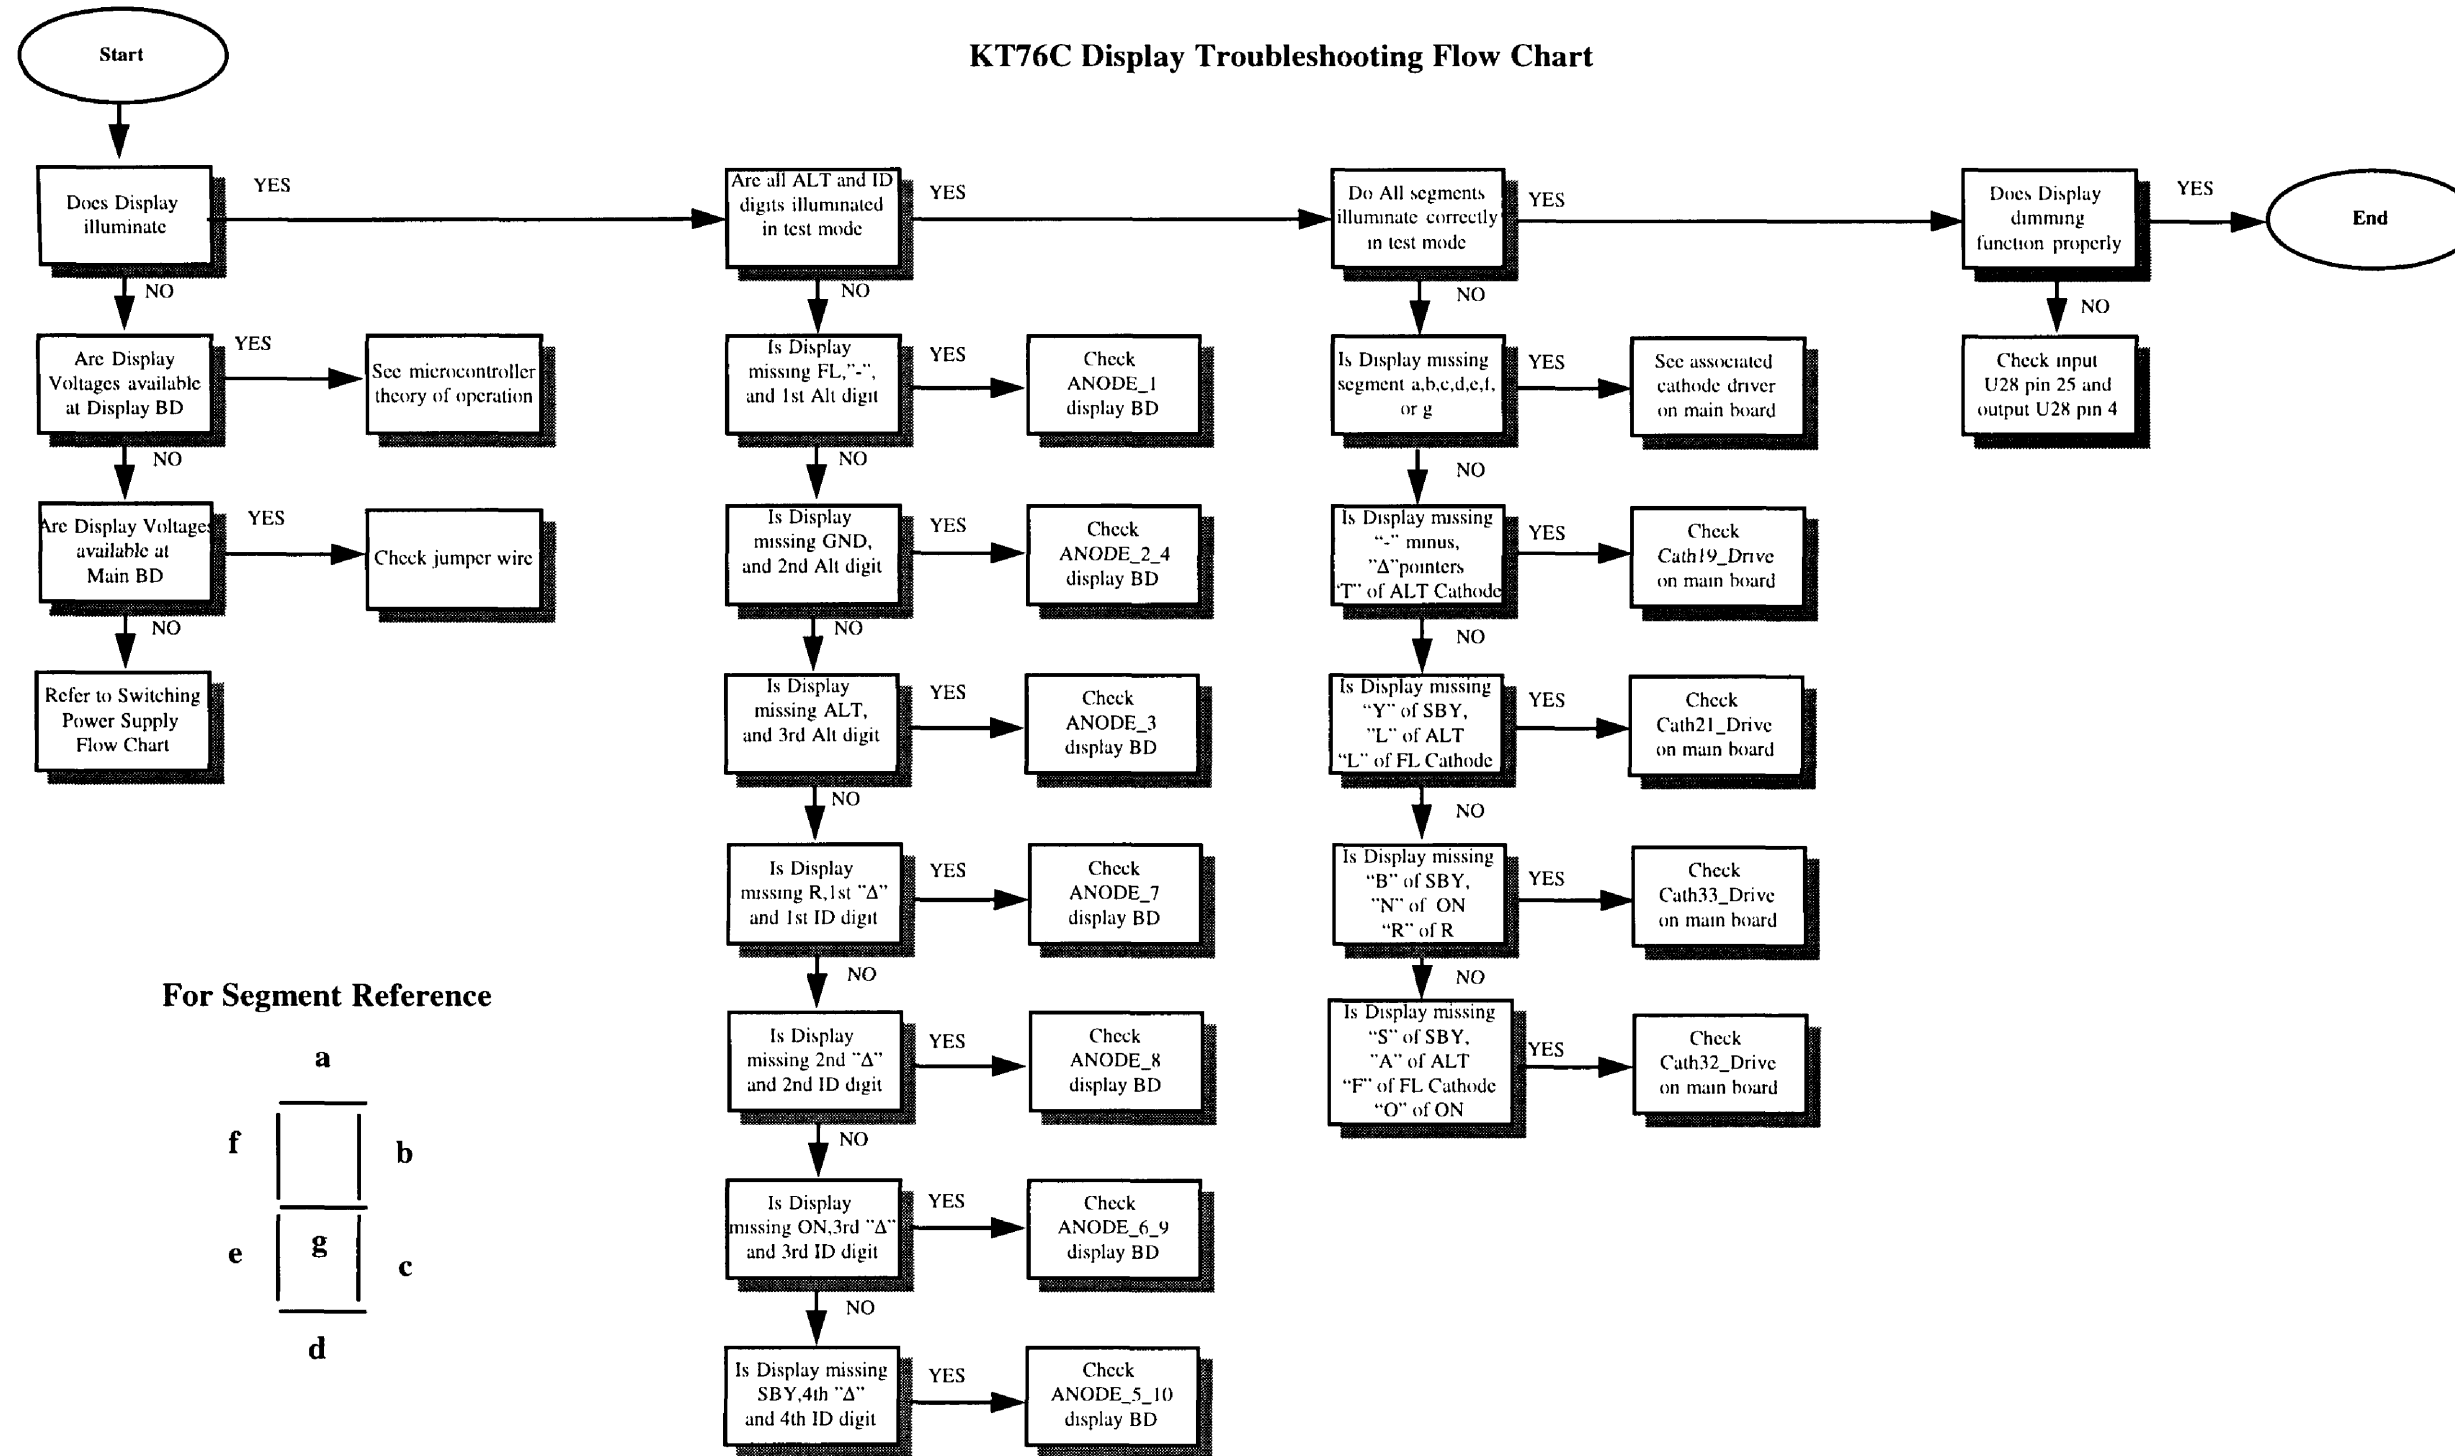 KT76C Display Troubleshooting Flow Chart
Start
Does Display
illuminate
YES
NO
Are Display
Voltages available
at Display BD
YES
See microcontroller
theory of operation
NO
Are Display Voltages
available at
Main BD
YES
Check jumper wire
NO
Refer to Switching
Power Supply
Flow Chart
Are all ALT and ID
digits illuminated
in test mode
YES
NO
Is Display
missing FL,"-",
and 1st Alt digit
YES
Check
ANODE_1
display BD
NO
Is Display
missing GND,
and 2nd Alt digit
YES
Check
ANODE_2_4
display BD
NO
Is Display
missing ALT,
and 3rd Alt digit
YES
Check
ANODE_3
display BD
NO
Is Display
missing R,1st "Δ"
and 1st ID digit
YES
Check
ANODE_7
display BD
NO
Is Display
missing 2nd "Δ"
and 2nd ID digit
YES
Check
ANODE_8
display BD
NO
Is Display
missing ON,3rd "Δ"
and 3rd ID digit
YES
Check
ANODE_6_9
display BD
NO
Is Display missing
SBY,4th "Δ"
and 4th ID digit
YES
Check
ANODE_5_10
display BD
Do All segments
illuminate correctly
in test mode
YES
NO
Is Display missing
segment a,b,c,d,e,f,
or g
YES
See associated
cathode driver
on main board
NO
Is Display missing
“-” minus,
"Δ"pointers
‘T” of ALT Cathode
YES
Check
Cath19_Drive
on main board
NO
Is Display missing
“Y” of SBY,
"L” of ALT
“L” of FL Cathode
YES
Check
Cath21_Drive
on main board
NO
Is Display missing
“B” of SBY,
"N” of ON
“R” of R
YES
Check
Cath33_Drive
on main board
NO
Is Display missing
“S” of SBY,
"A” of ALT
“F” of FL Cathode
“O” of ON
YES
Check
Cath32_Drive
on main board
Does Display
dimming
function properly
YES
End
NO
Check input
U28 pin 25 and
output U28 pin 4
For Segment Reference
a
f
b
g
e
c
d